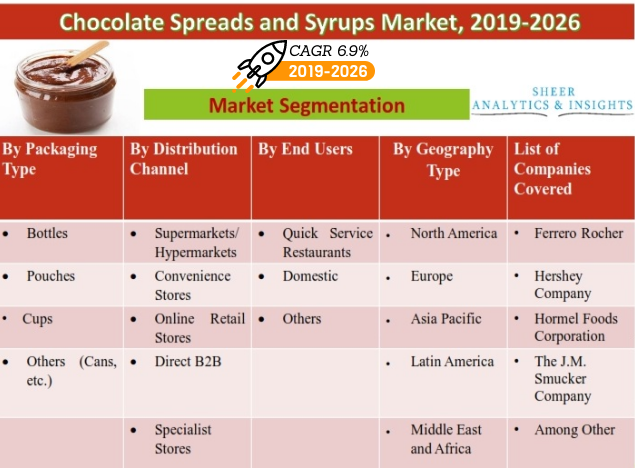 Chocolate Spreads and Syrups Market, 2019-2026
CAGR 6.9%
2019-2026
Market Segmentation
SHEER
ANALYTICS & INSIGHTS
By Packaging
Type
By Distribution
Channel
By End Users
By Geography
Type
List of
Companies
Covered
• Bottles
• Supermarkets/
Hypermarkets
• Quick Service
Restaurants
• North America
• Ferrero Rocher
• Pouches
• Convenience
Stores
• Domestic
• Europe
• Hershey
Company
• Cups
• Online Retail
Stores
• Others
• Asia Pacific
• Hormel Foods
Corporation
• Others (Cans,
etc.)
• Direct B2B
• Latin America
• The J.M.
Smucker
Company
• Specialist
Stores
• Middle East
and Africa
• Among Other